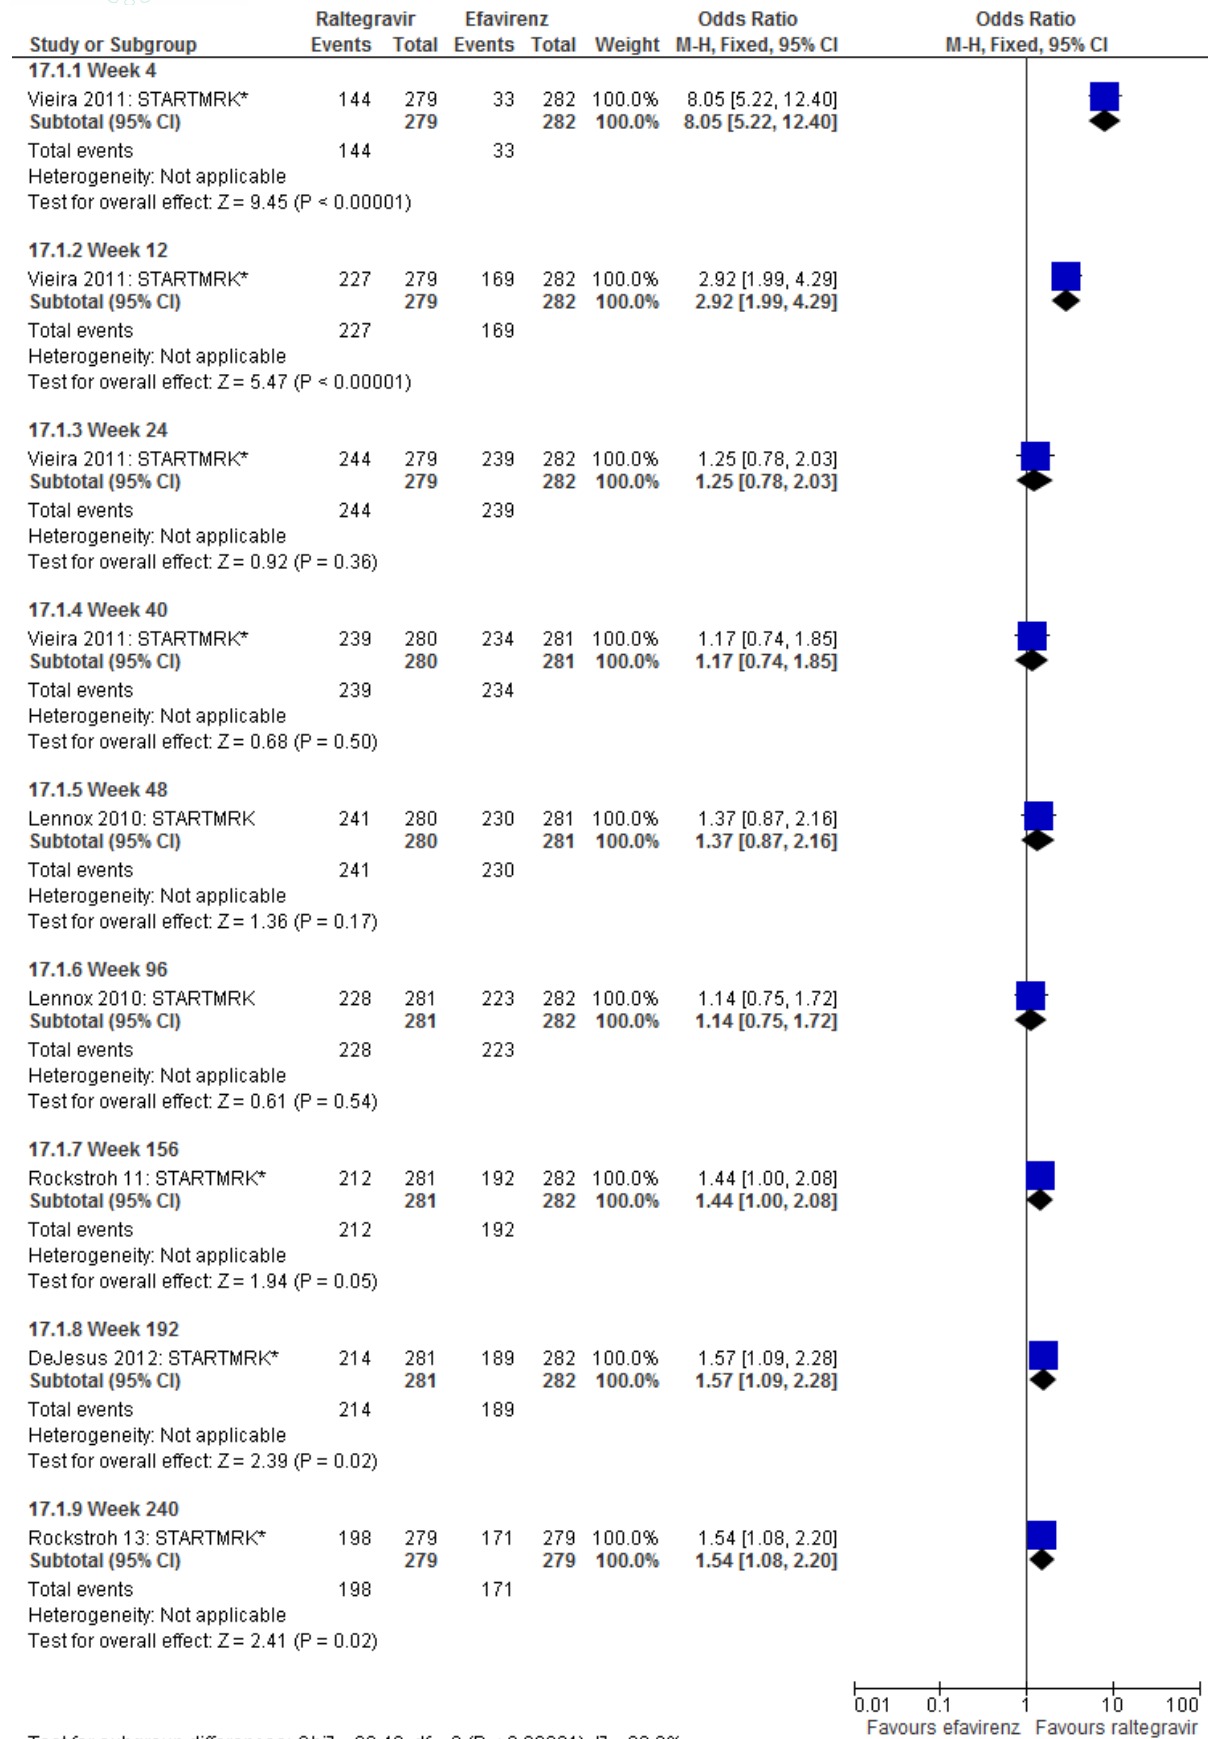 Raltegravir Efavirenz Odds Ratio Odds Ratio
Study or Subgroup Events Total Events Total Weight M-H, Fixed, 95% CI M-H, Fixed, 95% CI
17.1.1 Week 4
Vieira 2011: STARTMRK* 144 279 33 282 100.0% 8.05 [5.22, 12.40]
Subtotal (95% CI) 279 282 100.0% 8.05 [5.22, 12.40]
Total events 144 33
Heterogeneity: Not applicable
Test for overall effect: Z = 9.45 (P < 0.00001)
17.1.2 Week 12
Vieira 2011: STARTMRK* 227 279 169 282 100.0% 2.92 [1.99, 4.29]
Subtotal (95% CI) 279 282 100.0% 2.92 [1.99, 4.29]
Total events 227 169
Heterogeneity: Not applicable
Test for overall effect: Z = 5.47 (P < 0.00001)
17.1.3 Week 24
Vieira 2011: STARTMRK* 244 279 239 282 100.0% 1.25 [0.78, 2.03]
Subtotal (95% CI) 279 282 100.0% 1.25 [0.78, 2.03]
Total events 244 239
Heterogeneity: Not applicable
Test for overall effect: Z = 0.92 (P = 0.36)
17.1.4 Week 40
Vieira 2011: STARTMRK* 239 280 234 281 100.0% 1.17 [0.74, 1.85]
Subtotal (95% CI) 280 281 100.0% 1.17 [0.74, 1.85]
Total events 239 234
Heterogeneity: Not applicable
Test for overall effect: Z = 0.68 (P = 0.50)
17.1.5 Week 48
Lennox 2010: STARTMRK 241 280 230 281 100.0% 1.37 [0.87, 2.16]
Subtotal (95% CI) 280 281 100.0% 1.37 [0.87, 2.16]
Total events 241 230
Heterogeneity: Not applicable
Test for overall effect: Z = 1.36 (P = 0.17)
17.1.6 Week 96
Lennox 2010: STARTMRK 228 281 223 282 100.0% 1.14 [0.75, 1.72]
Subtotal (95% CI) 281 282 100.0% 1.14 [0.75, 1.72]
Total events 228 223
Heterogeneity: Not applicable
Test for overall effect: Z = 0.61 (P = 0.54)
17.1.7 Week 156
Rockstroh 11: STARTMRK* 212 281 192 282 100.0% 1.44 [1.00, 2.08]
Subtotal (95% CI) 281 282 100.0% 1.44 [1.00, 2.08]
Total events 212 192
Heterogeneity: Not applicable
Test for overall effect: Z = 1.94 (P = 0.05)
17.1.8 Week 192
DeJesus 2012: STARTMRK* 214 281 189 282 100.0% 1.57 [1.09, 2.28]
Subtotal (95% CI) 281 282 100.0% 1.57 [1.09, 2.28]
Total events 214 189
Heterogeneity: Not applicable
Test for overall effect: Z = 2.39 (P = 0.02)
17.1.9 Week 240
Rockstroh 13: STARTMRK* 198 279 171 279 100.0% 1.54 [1.08, 2.20]
Subtotal (95% CI) 279 279 100.0% 1.54 [1.08, 2.20]
Total events 198 171
Heterogeneity: Not applicable
Test for overall effect: Z = 2.41 (P = 0.02)
0.01 0.1 1 10 100
Favours efavirenz Favours raltegravir